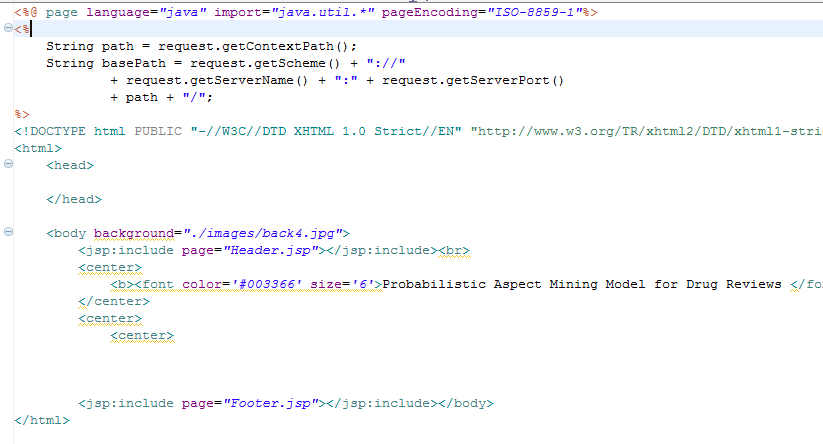 <%@ page language="java" import="java.util.*" pageEncoding="ISO-8859-1"%>
<%
    String path = request.getContextPath();
    String basePath = request.getScheme() + "://"
            + request.getServerName() + ":" + request.getServerPort()
            + path + "/";
%>
<!DOCTYPE html PUBLIC "-//W3C//DTD XHTML 1.0 Strict//EN" "http://www.w3.org/TR/xhtml2/DTD/xhtml1-stri
<html>
    <head>
    </head>
    <body background="./images/back4.jpg">
        <jsp:include page="Header.jsp"></jsp:include><br>
        <center>
            <b><font color='#003366' size='6'>Probabilistic Aspect Mining Model for Drug Reviews </fo
        </center>
        <center>
            <center>
        <jsp:include page="Footer.jsp"></jsp:include></body>
</html>